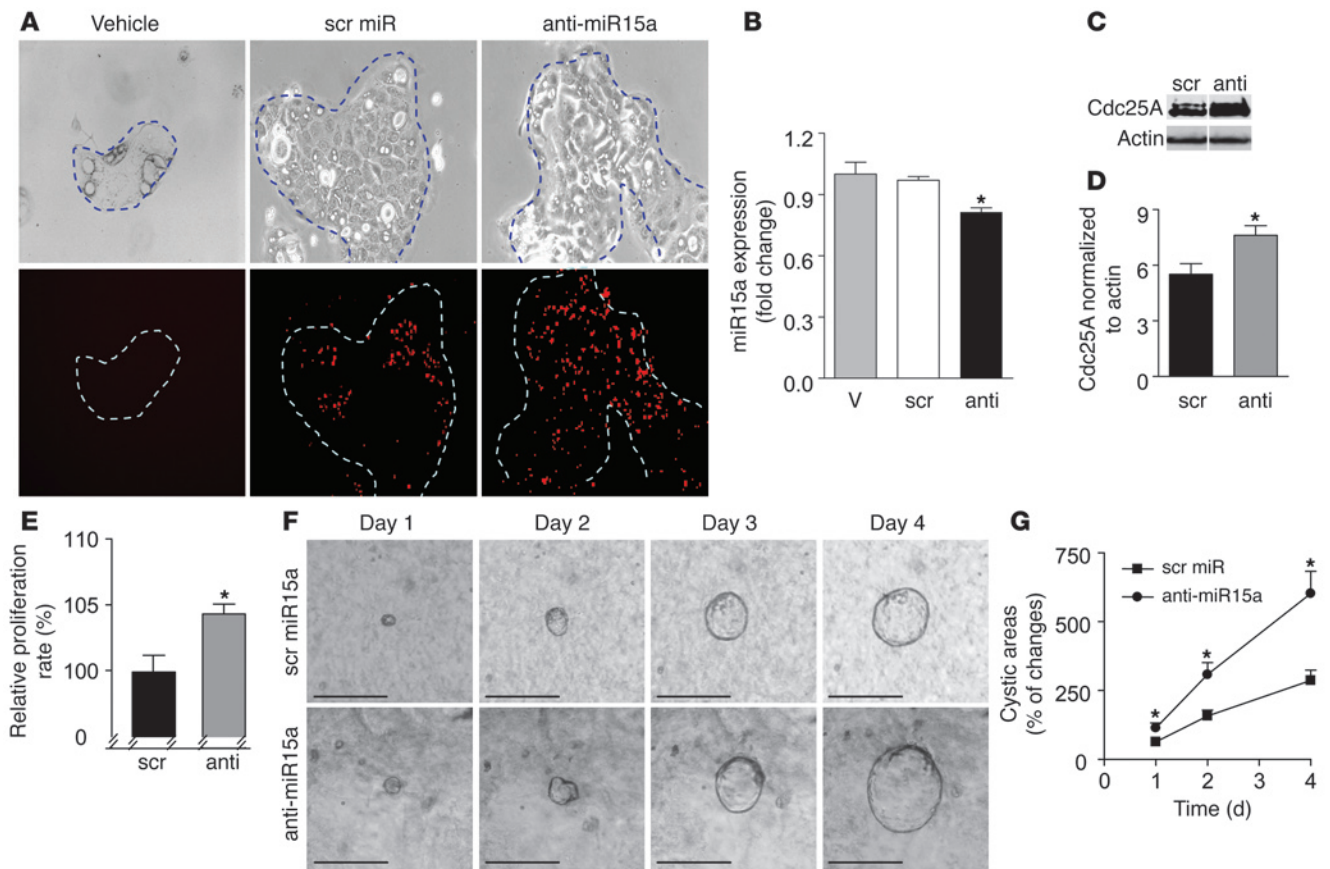 A
Vehicle
scr miR
anti-miR15a
B
miR15a expression
(fold change)
1.2
0.9
0.6
0.3
0.0
V
scr
anti
*
C
scr
anti
Cdc25A
Actin
D
Cdc25A normalized
to actin
9
6
3
0
scr
anti
*
E
Relative proliferation
rate (%)
110
105
100
0
scr
anti
*
F
Day 1
Day 2
Day 3
Day 4
scr miR15a
anti-miR15a
G
Cystic areas
(% of changes)
750
500
250
0
scr miR
anti-miR15a
*
*
*
0
1
2
3
4
Time (d)